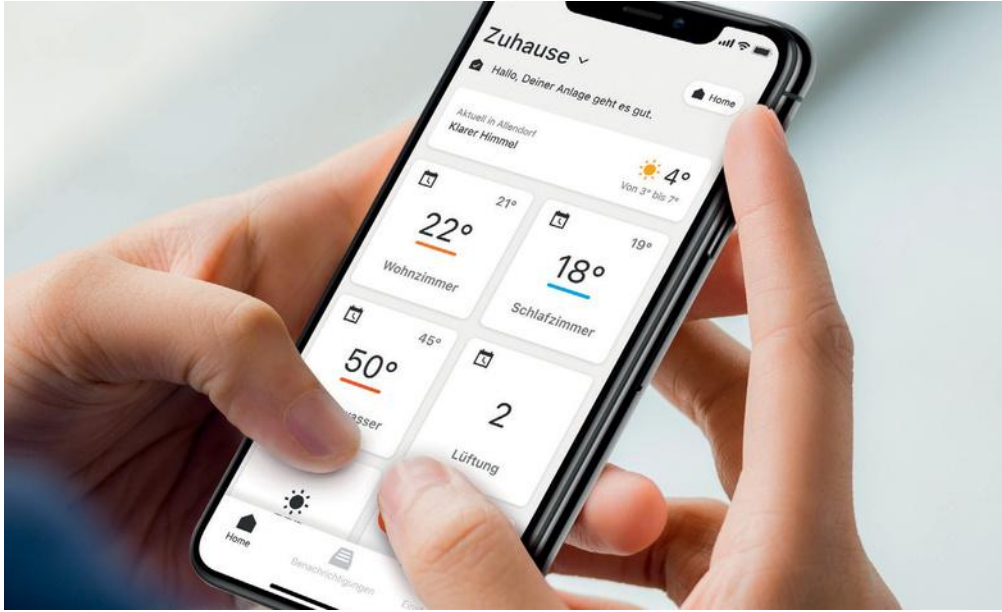 Zuhause
Hallo, Deiner Anlage geht es gut.
Home
Aktuell in Allendorf
Klarer Himmel
4°
Von 3° bis 7°
21°
22°
Wohnzimmer
19°
18°
Schlafzimmer
45°
50°
wasser
2
Lüftung
Home
Benachrichtigungen